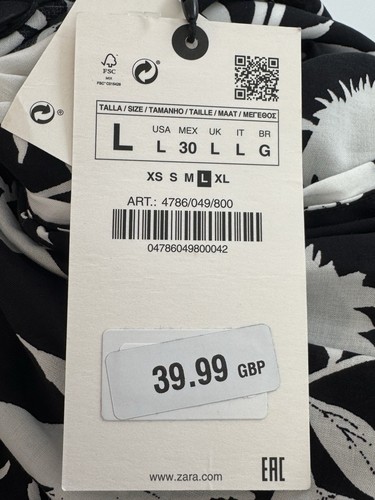 FSC
®
TALLA / SIZE / TAMANHO / TAILLE / MAAT / ΜΕΓΕΘΟΣ
L USA MEX UK IT BR
L 30 L L G
XS S M L XL
ART.: 4786/049/800
04786049800042
39.99 GBP
www.zara.com
EAC